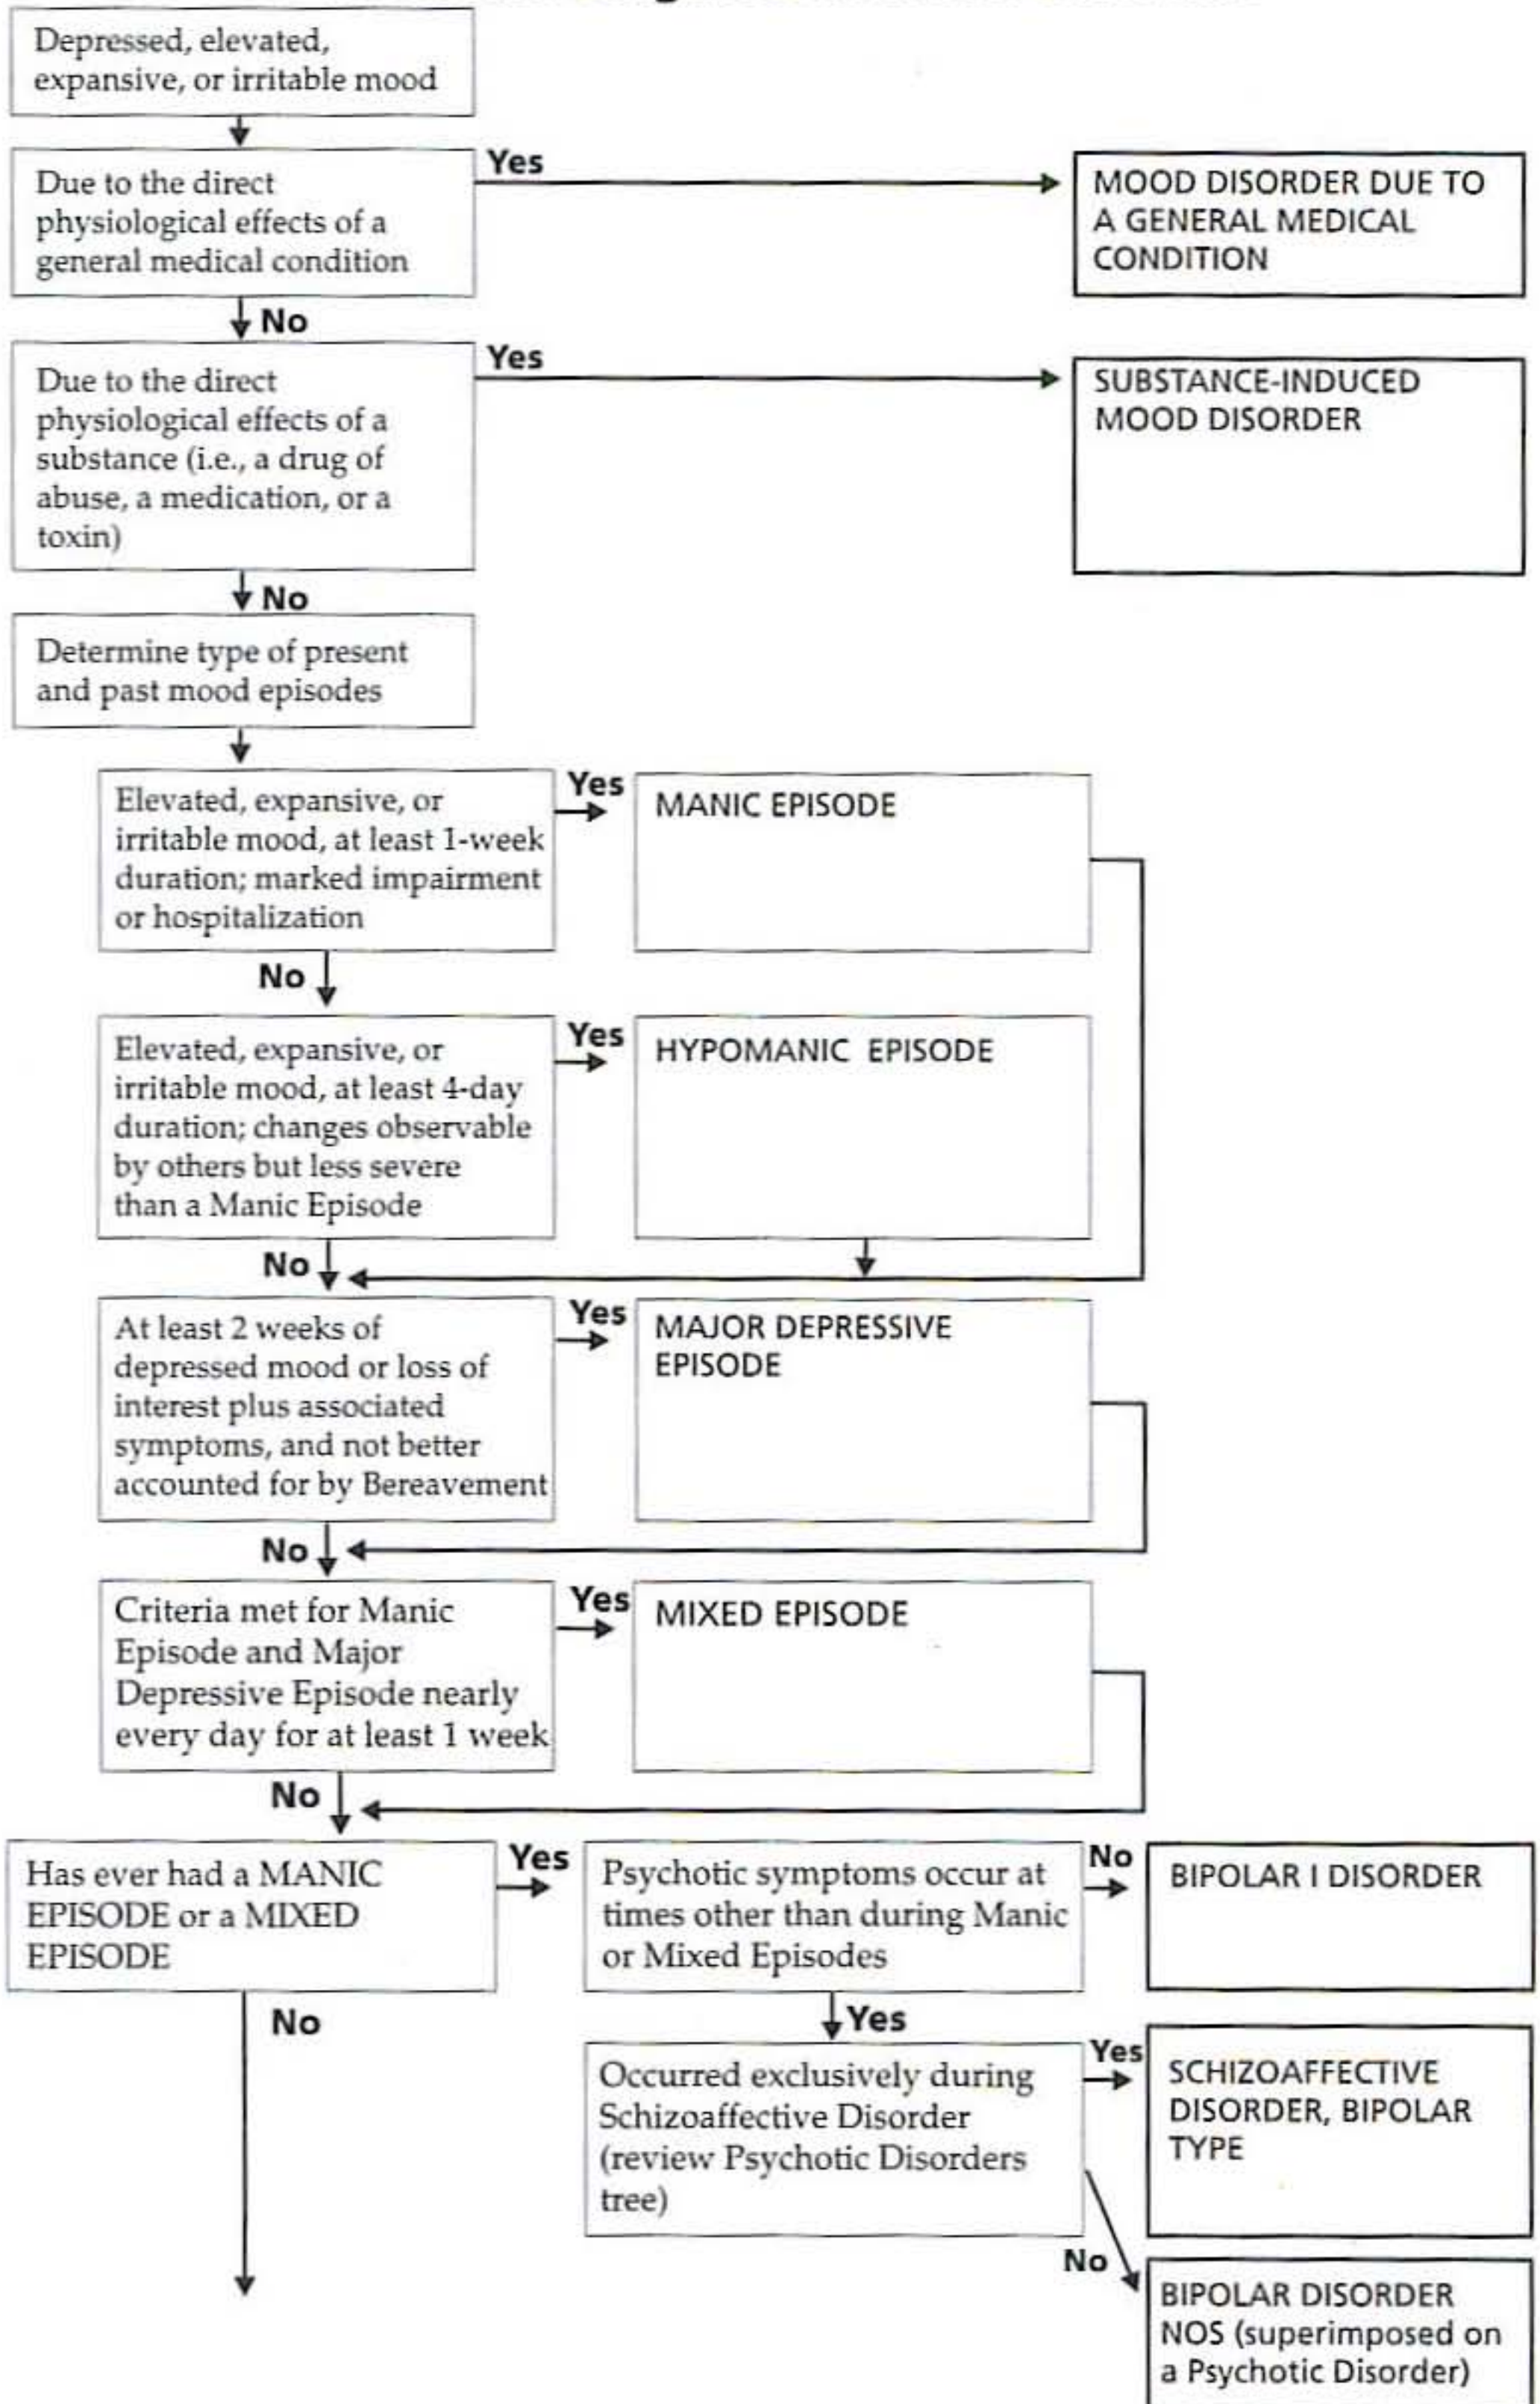 Depressed, elevated,
expansive, or irritable mood
Due to the direct
physiological effects of a
general medical condition
Yes
MOOD DISORDER DUE TO
A GENERAL MEDICAL
CONDITION
No
Due to the direct
physiological effects of a
substance (i.e., a drug of
abuse, a medication, or a
toxin)
Yes
SUBSTANCE-INDUCED
MOOD DISORDER
No
Determine type of present
and past mood episodes
Elevated, expansive, or
irritable mood, at least 1-week
duration; marked impairment
or hospitalization
Yes
MANIC EPISODE
No
Elevated, expansive, or
irritable mood, at least 4-day
duration; changes observable
by others but less severe
than a Manic Episode
Yes
HYPOMANIC EPISODE
No
At least 2 weeks of
depressed mood or loss of
interest plus associated
symptoms, and not better
accounted for by Bereavement
Yes
MAJOR DEPRESSIVE
EPISODE
No
Criteria met for Manic
Episode and Major
Depressive Episode nearly
every day for at least 1 week
Yes
MIXED EPISODE
No
Has ever had a MANIC
EPISODE or a MIXED
EPISODE
Yes
Psychotic symptoms occur at
times other than during Manic
or Mixed Episodes
No
BIPOLAR I DISORDER
No
Yes
Occurred exclusively during
Schizoaffective Disorder
(review Psychotic Disorders
tree)
Yes
SCHIZOAFFECTIVE
DISORDER, BIPOLAR
TYPE
No
BIPOLAR DISORDER
NOS (superimposed on
a Psychotic Disorder)